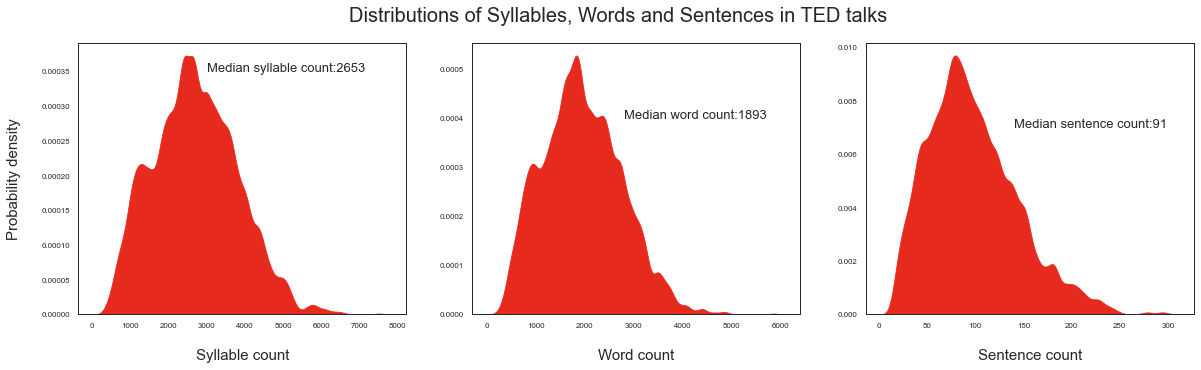 Distributions of Syllables, Words and Sentences in TED talks
Probability density
0.00035
0.00030
0.00025
0.00020
0.00015
0.00010
0.00005
0.00000
Median syllable count:2653
0 1000 2000 3000 4000 5000 6000 7000 8000
Syllable count
0.0005
0.0004
0.0003
0.0002
0.0001
0.0000
Median word count:1893
0 1000 2000 3000 4000 5000 6000
Word count
0.010
0.008
0.006
0.004
0.002
0.000
Median sentence count:91
0 50 100 150 200 250 300
Sentence count